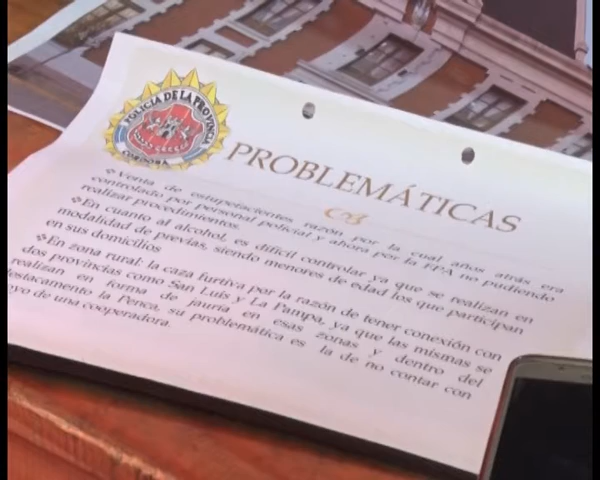 POLICIA DE LA PROVINCIA
CORDOBA
PROBLEMÁTICAS
Venta de estupefacientes razón por la cual años atrás era
controlado por personal policial y ahora por la FPA no pudiendo
realizar procedimientos.
En cuanto al alcohol, es difícil controlar ya que se realizan en
modalidad de previas, siendo menores de edad los que participan
en sus domicilios
En zona rural: la caza furtiva por la razón de tener conexión con
dos provincias como San Luis y La Pampa, ya que las mismas se
realizan en forma de jauría en esas zonas y dentro del
destacamento la Penca, su problemática es la de no contar con
oyo de una cooperadora.